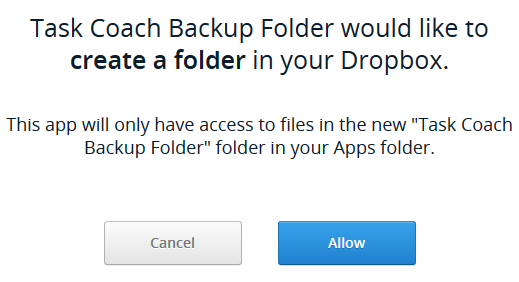 Task Coach Backup Folder would like to
create a folder in your Dropbox.
This app will only have access to files in the new "Task Coach
Backup Folder" folder in your Apps folder.
Cancel
Allow